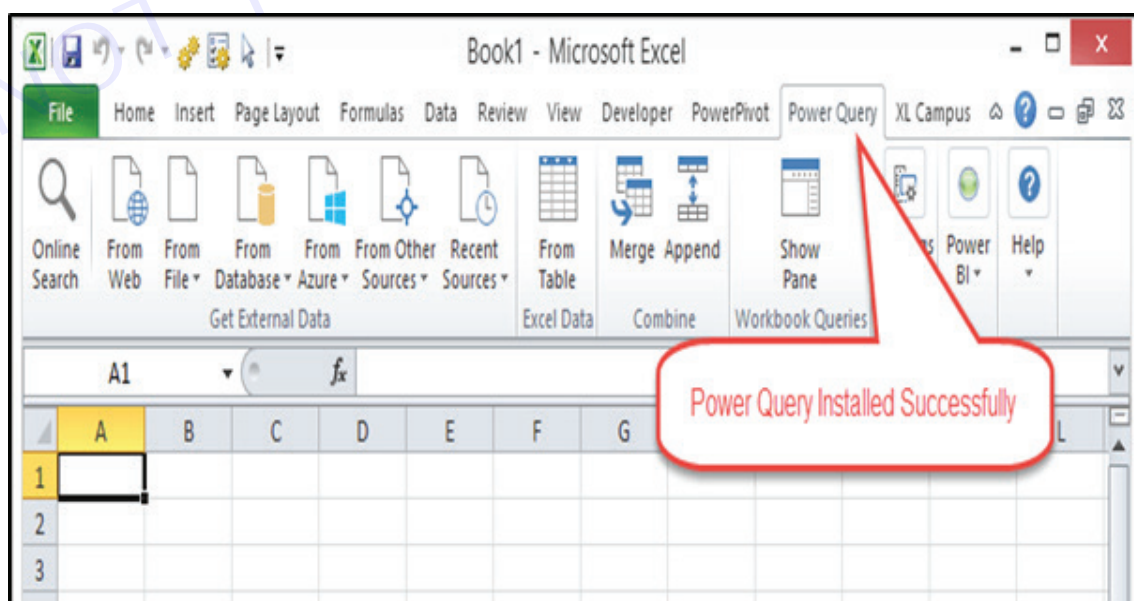 Book1 - Microsoft Excel
File Home Insert Page Layout Formulas Data Review View Developer PowerPivot Power Query XL Campus
Online Search
From Web
From File
From Database
From Azure
From Other Sources
Recent Sources
From Table
Merge
Append
Show Pane
Power BI
Help
Get External Data
Excel Data
Combine
Workbook Queries
A1
fx
Power Query Installed Successfully
A B C D E F G L
1
2
3